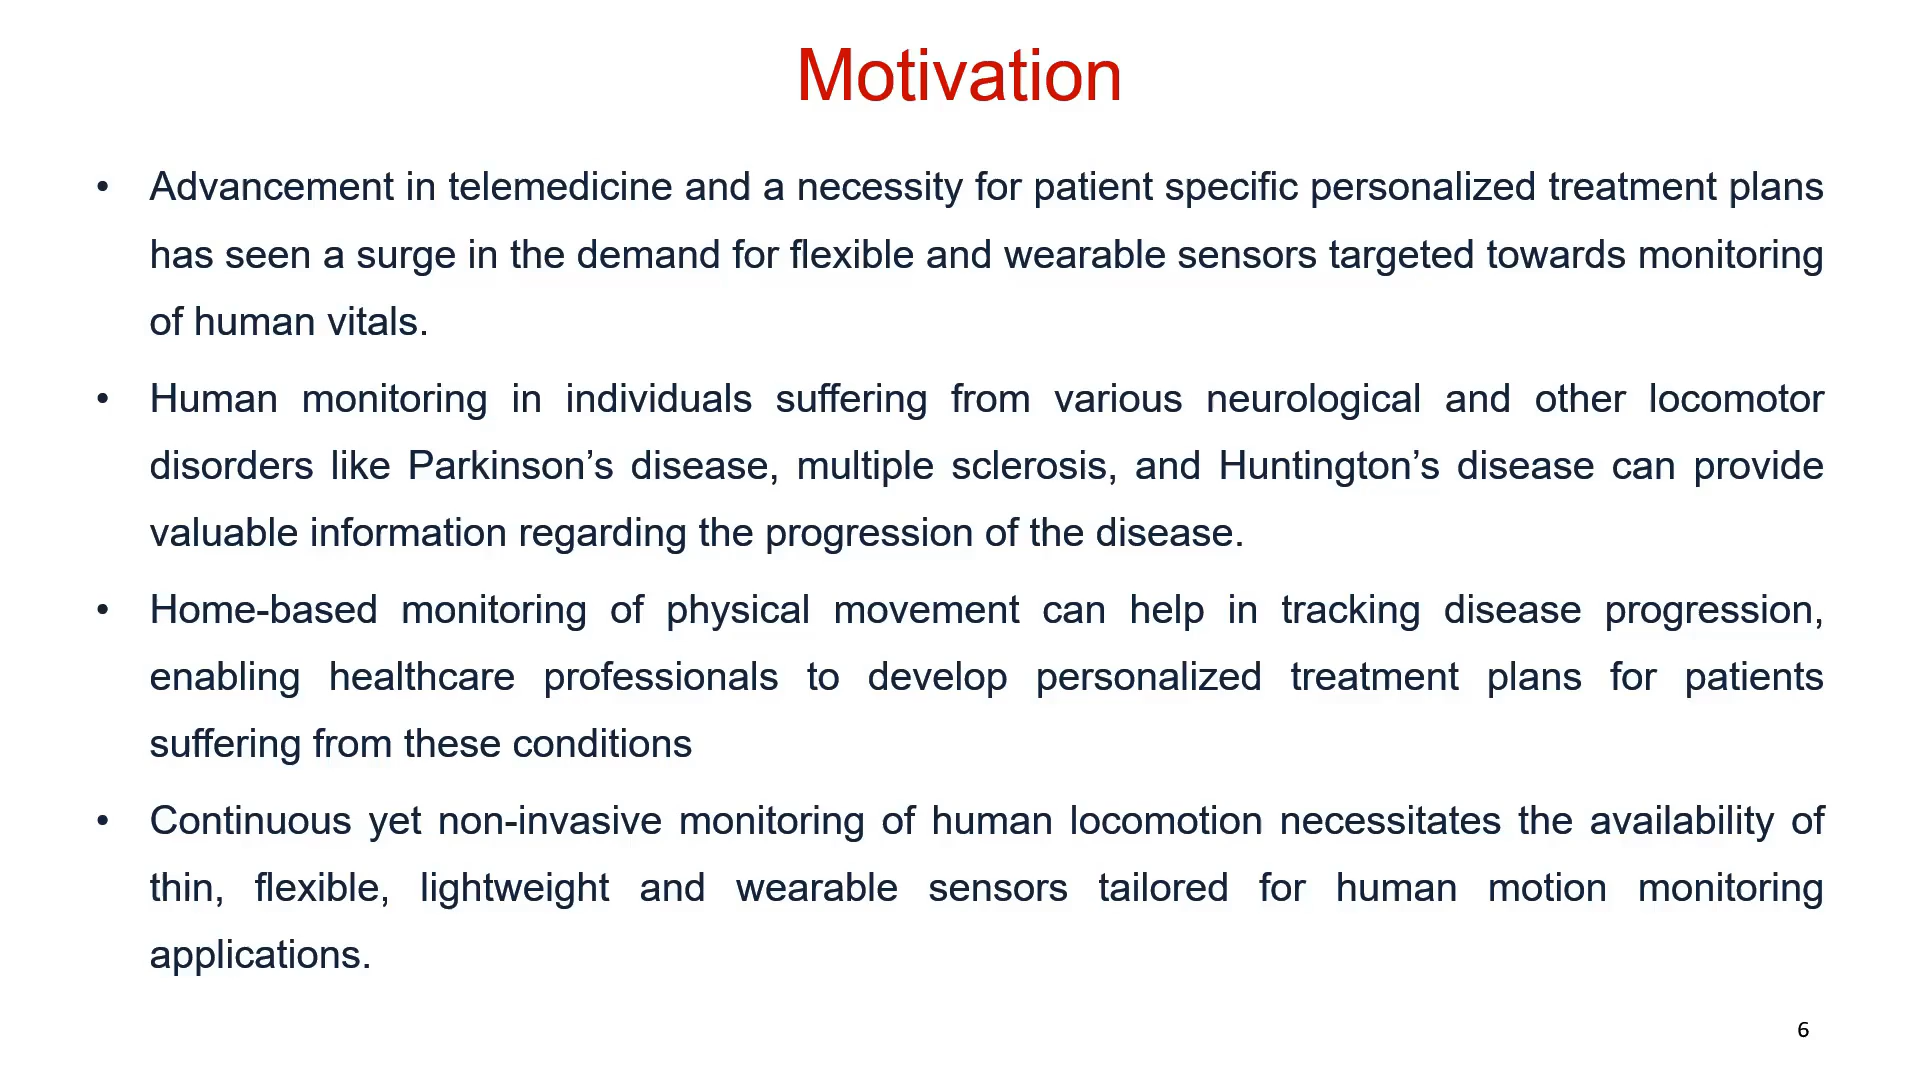 Motivation
• Advancement in telemedicine and a necessity for patient specific personalized treatment plans
has seen a surge in the demand for flexible and wearable sensors targeted towards monitoring
of human vitals.
• Human monitoring in individuals suffering from various neurological and other locomotor
disorders like Parkinson’s disease, multiple sclerosis, and Huntington’s disease can provide
valuable information regarding the progression of the disease.
• Home-based monitoring of physical movement can help in tracking disease progression,
enabling healthcare professionals to develop personalized treatment plans for patients
suffering from these conditions
• Continuous yet non-invasive monitoring of human locomotion necessitates the availability of
thin, flexible, lightweight and wearable sensors tailored for human motion monitoring
applications.
6